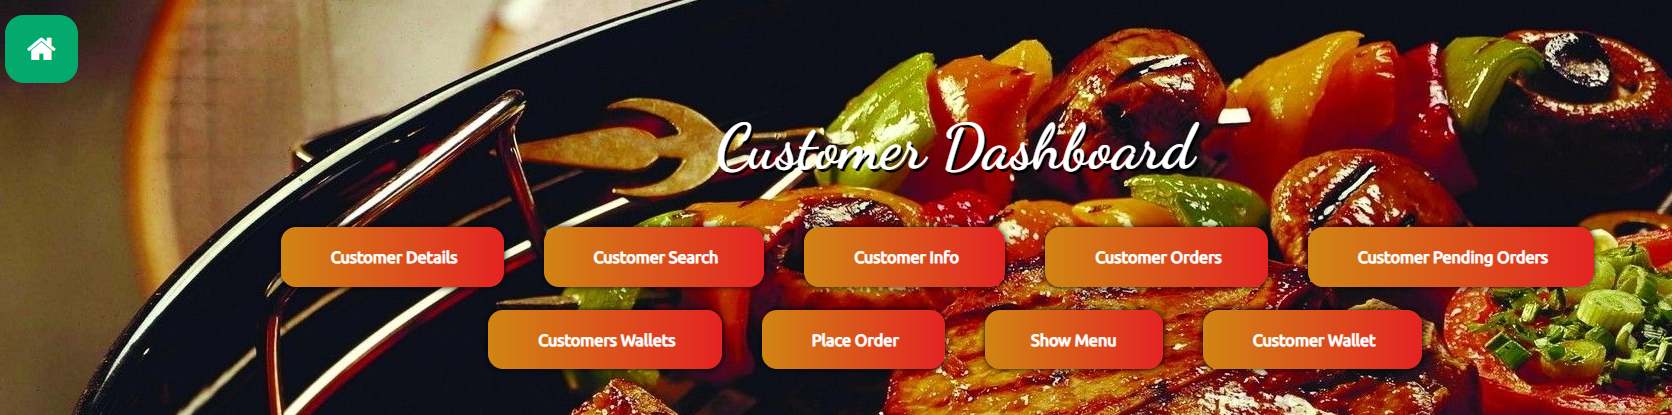 Customer Dashboard
Customer Details Customer Search Customer Info Customer Orders Customer Pending Orders
Customers Wallets Place Order Show Menu Customer Wallet